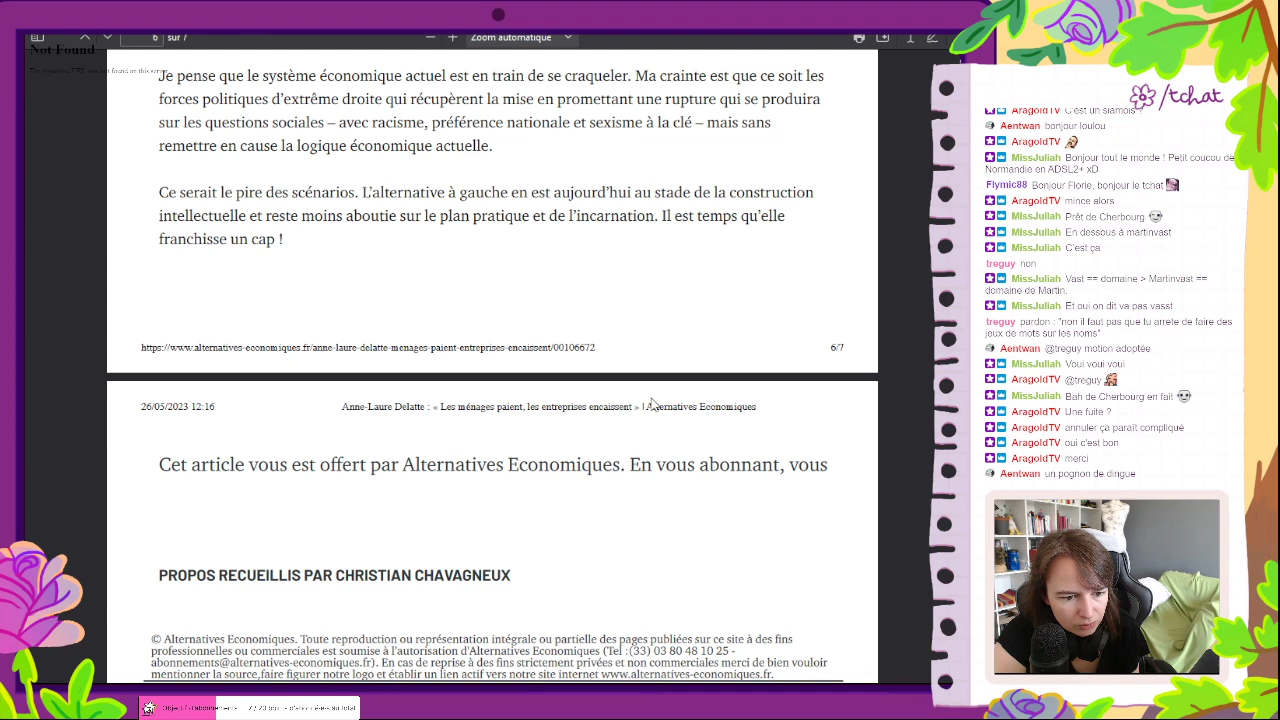 6 sur 7
Zoom automatique
Not Found
Je pense que le système économique actuel est en train de se craqueler. Ma crainte est que ce soit les
forces politiques d'extrême droite qui récupèrent la mise en promettant une rupture qui se produira
sur les questions sociales – anarcicisme, préférence nationale et sexisme à la clé – mais sans
remettre en cause la logique économique actuelle.
Ce serait le pire des scénarios. L'alternative à gauche en est aujourd'hui au stade de la construction
intellectuelle et reste moins aboutie sur le plan pratique et de l'incarnation. Il est temps qu'elle
franchisse un cap !
https://www.alternatives-economiques.fr/anne-laure-delatte-menages-paient-entreprises-encaissent/00106672
6/7
26/05/2023 12:16
Anne-Laure Delatte : « Les ménages paient, les entreprises encaissent » | Alternatives Economiques
Cet article vous est offert par Alternatives Economiques. En vous abonnant, vous
PROPOS RECUEILLIS PAR CHRISTIAN CHAVAGNEUX
© Alternatives Economiques. Toute reproduction ou représentation intégrale ou partielle des pages publiées sur ce site à des fins
professionnelles ou commerciales est soumise à l'autorisation d'Alternatives Economiques (Tel :(33) 03 80 48 10 25 -
abonnements@alternatives-economiques.fr). En cas de reprise à des fins strictement privées et non commerciales merci de bien vouloir
mentionner la source,faire figurer notre logo et établir un lien actif vers notre site internet www.alternatives-economiques.fr.
/tchat
AragoldTV C'est un siamois ?
Aentwan bonjour loulou
AragoldTV
MissJuliah Bonjour tout le monde ! Petit coucou de
Normandie en ADSL2+ xD
Flymic88 Bonjour Florie, bonjour le tchat
AragoldTV mince alors
MissJuliah Prêt de Cherbourg
MissJuliah En dessous à martinvast
MissJuliah C'est ça
treguy non
MissJuliah Vast == domaine > Martinvast ==
domaine de Martin.
MissJuliah Et oui on dit va pas vasst
treguy pardon : "non il faut pas que tu arrete de faire des
jeux de mots sur les noms"
Aentwan @treguy motion adoptée
MissJuliah Voui voui voui
AragoldTV @treguy
MissJuliah Bah de Cherbourg en fait
AragoldTV Une fuite ?
AragoldTV annuler ça paraît compliqué
AragoldTV oui c'est bon
AragoldTV merci
Aentwan un pognon de dingue